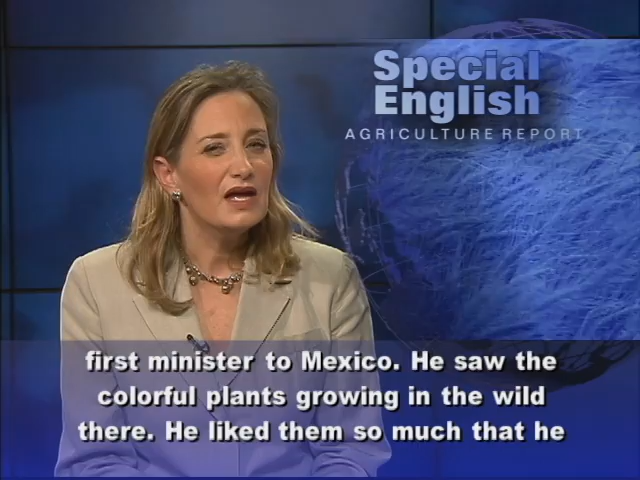 Special
English
AGRICULTURE REPORT
first minister to Mexico. He saw the
colorful plants growing in the wild
there. He liked them so much that he